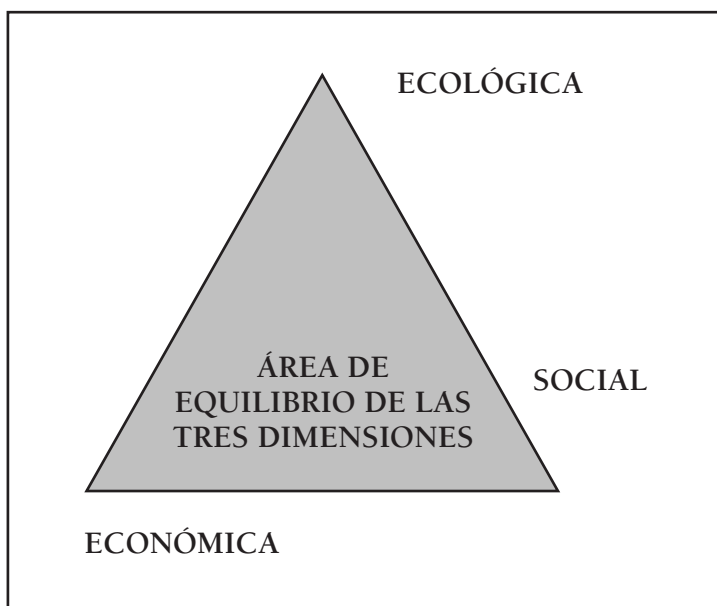 ECOLÓGICA
ÁREA DE
EQUILIBRIO DE LAS
TRES DIMENSIONES
SOCIAL
ECONÓMICA